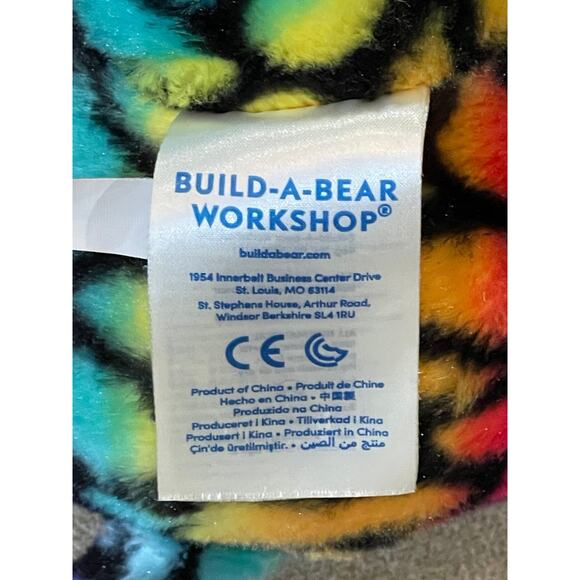 BUILD-A-BEAR
WORKSHOP®
buildabear.com
1954 Innerbelt Business Center Drive
St. Louis, MO 63114
St. Stephens House, Arthur Road,
Windsor Berkshire SL4 1RU
CE
Product of China • Produit de Chine
Hecho en China • 中国製
Produzido na China
Produceret i Kina • Tillverkad i Kina
Produsert i Kina • Produziert in China
Çin'de üretilmiştir. • منتج من الصين